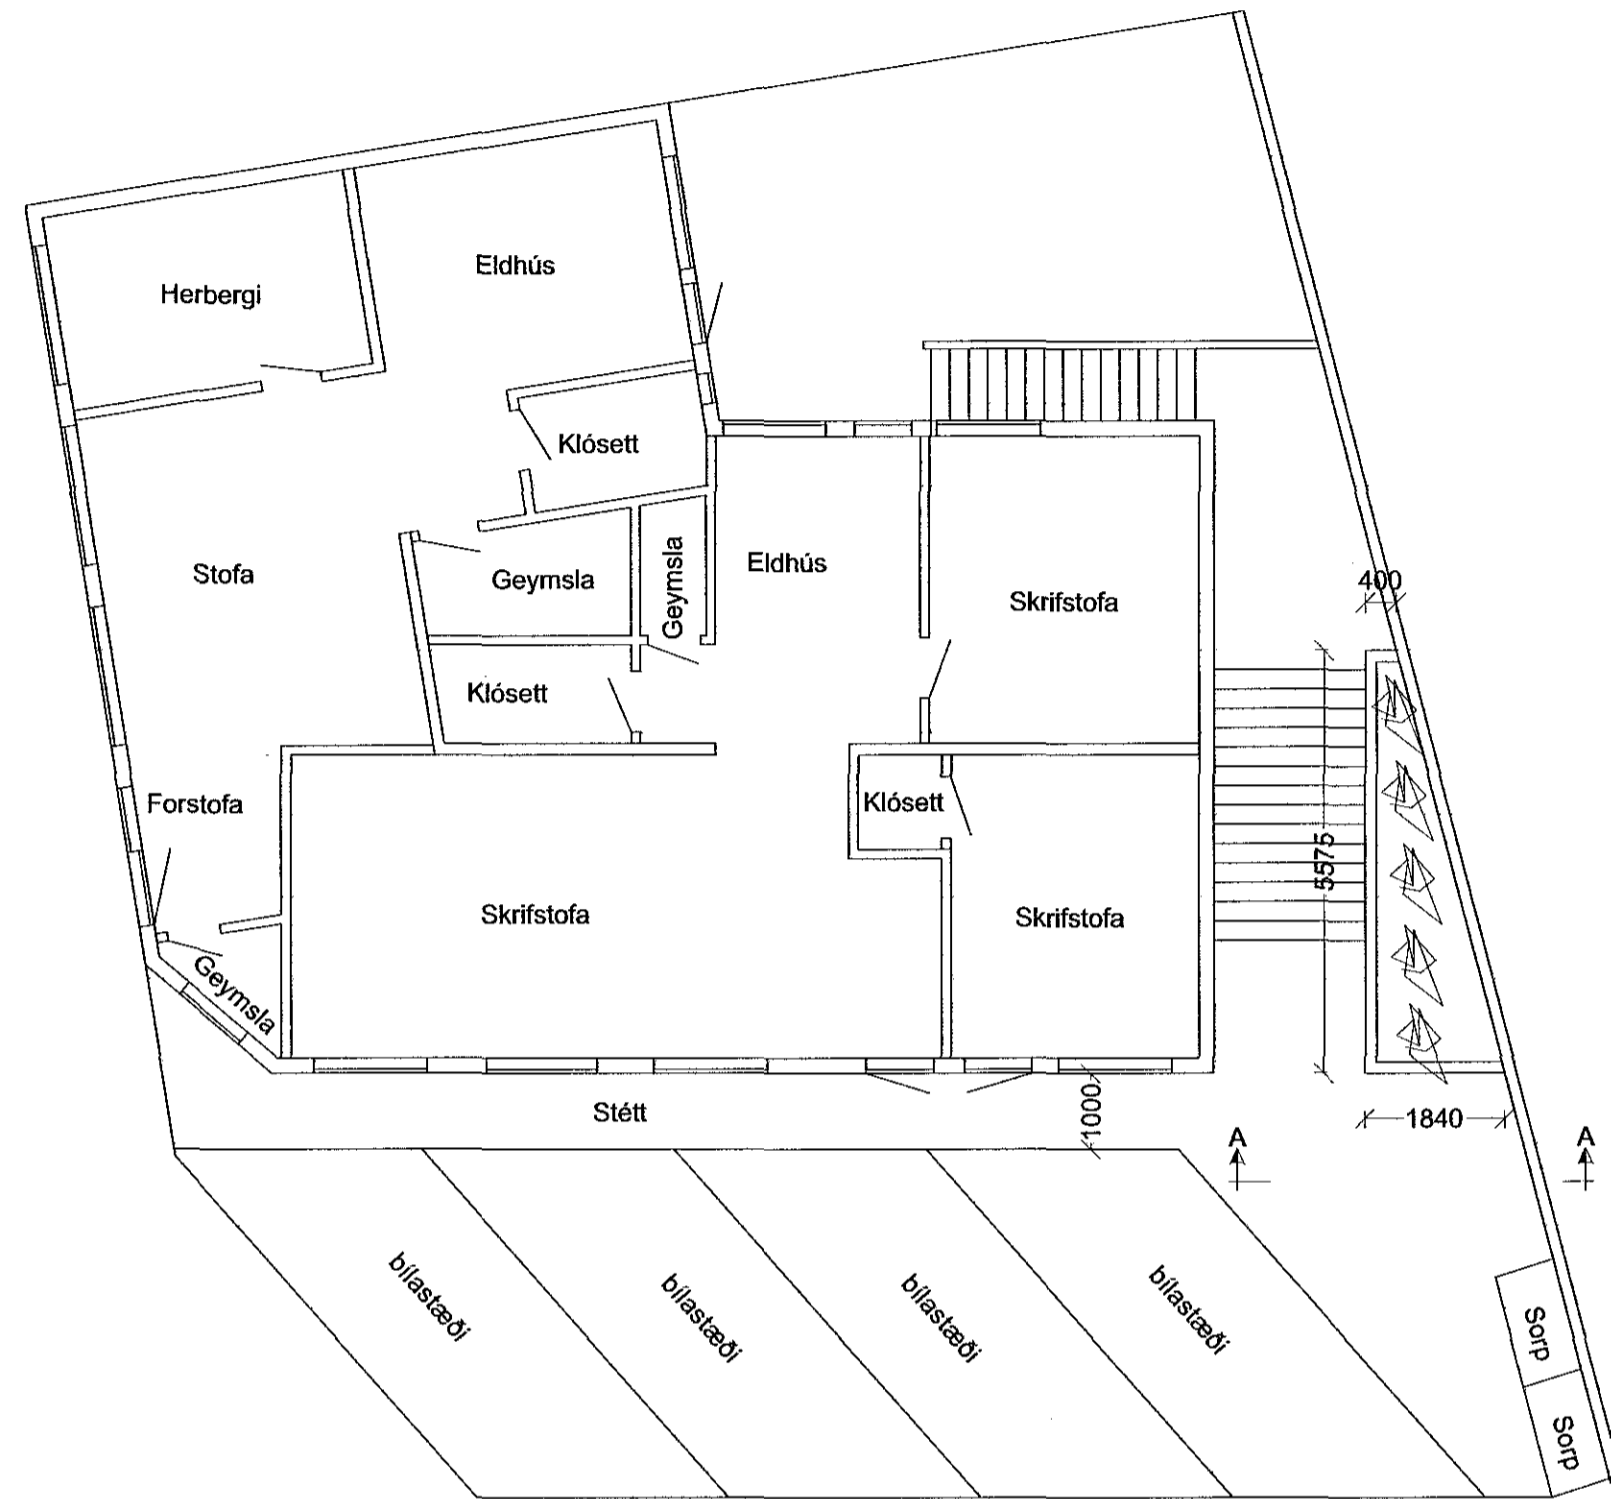 Eldhús
Herbergi
Klósett
Stofa
Geymsla
Geymsla
Eldhús
Skrifstofa
400
Klósett
Forstofa
Klósett
5575
Skrifstofa
Skrifstofa
Geymsla
Stétt
1000
1840
A
A
bílastæði
bílastæði
bílastæði
bílastæði
Sorp
Sorp